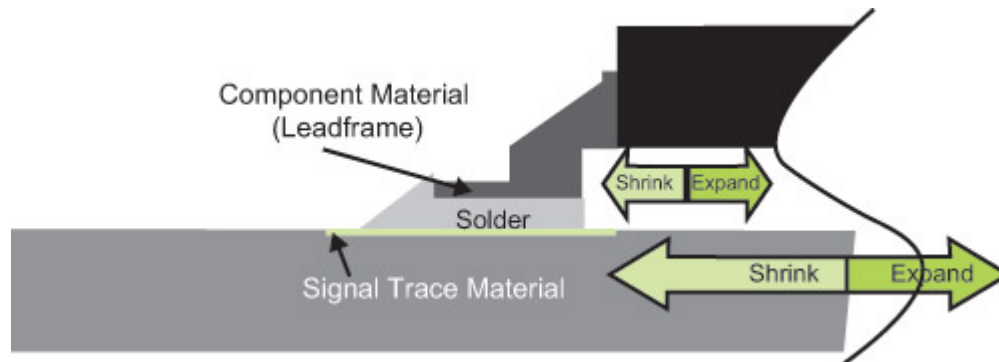 Component Material
(Leadframe)
Shrink
Expand
Solder
Signal Trace Material
Shrink
Expand